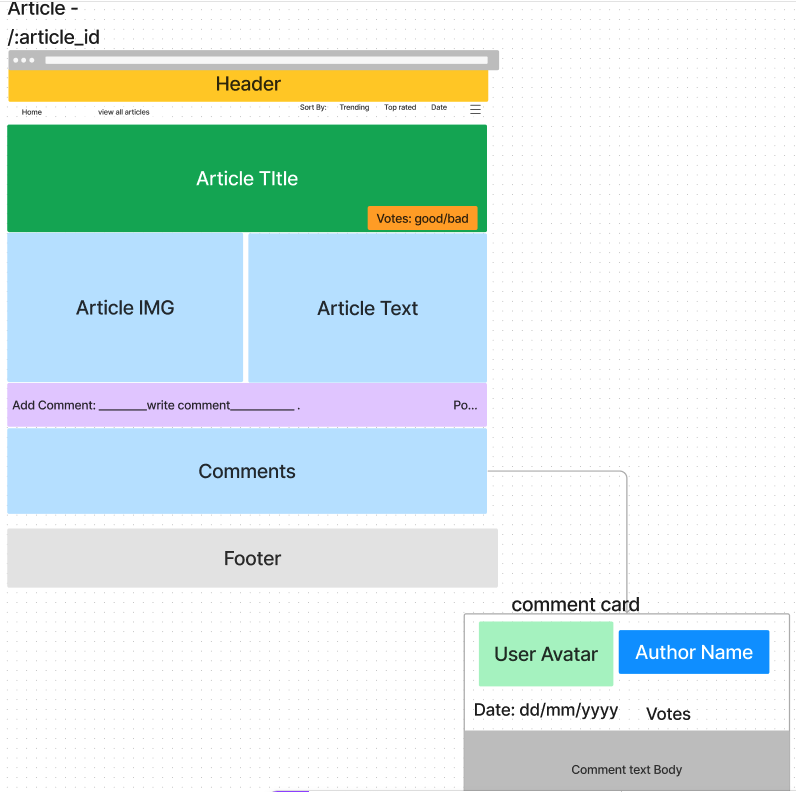 Article -
/:article_id
Header
Home
view all articles
Sort By:
Trending
Top rated
Date
Article TItle
Votes: good/bad
Article IMG
Article Text
Add Comment: ________write comment___________ .
Po...
Comments
Footer
comment card
User Avatar
Author Name
Date: dd/mm/yyyy
Votes
Comment text Body